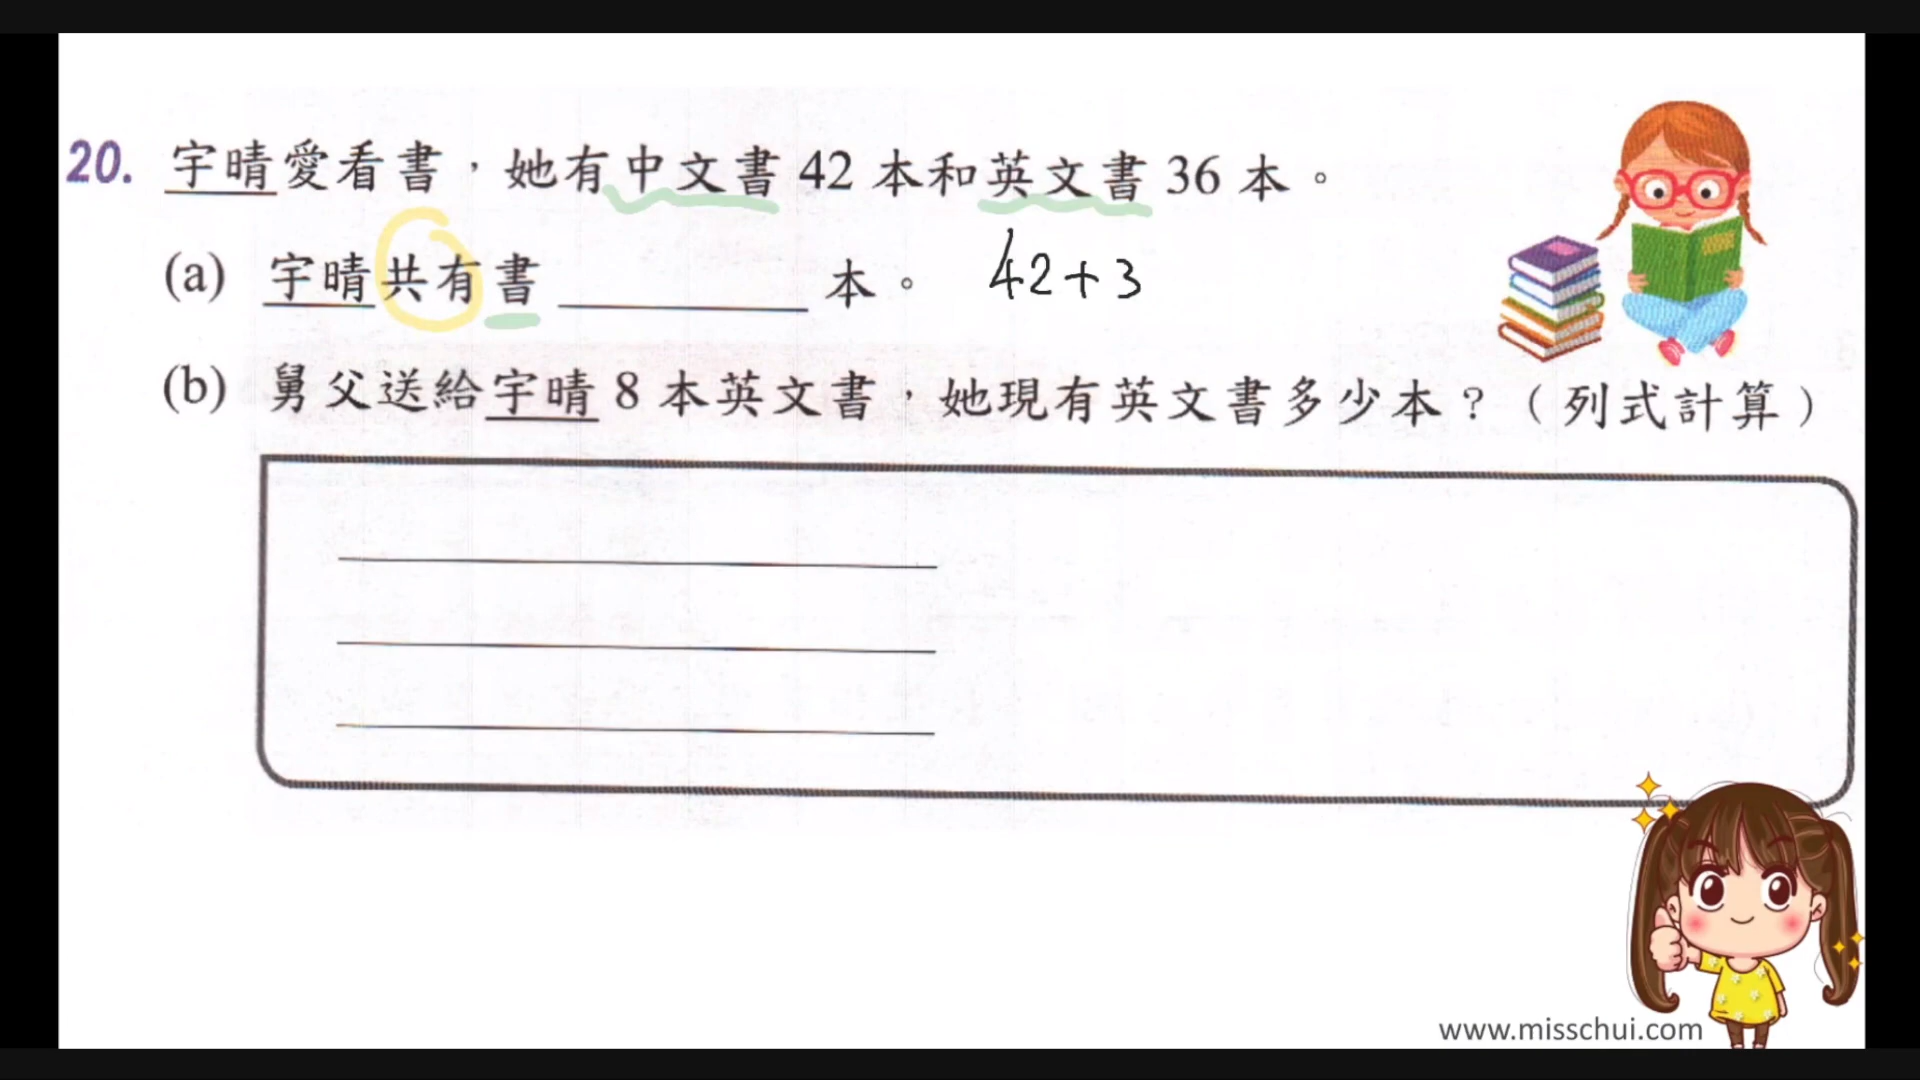 20. 宇晴愛看書，她有中文書 42 本和英文書 36 本。
(a) 宇晴共有書 ________ 本。 42+3
(b) 舅父送給宇晴 8 本英文書，她現有英文書多少本？（列式計算）
www.misschui.com